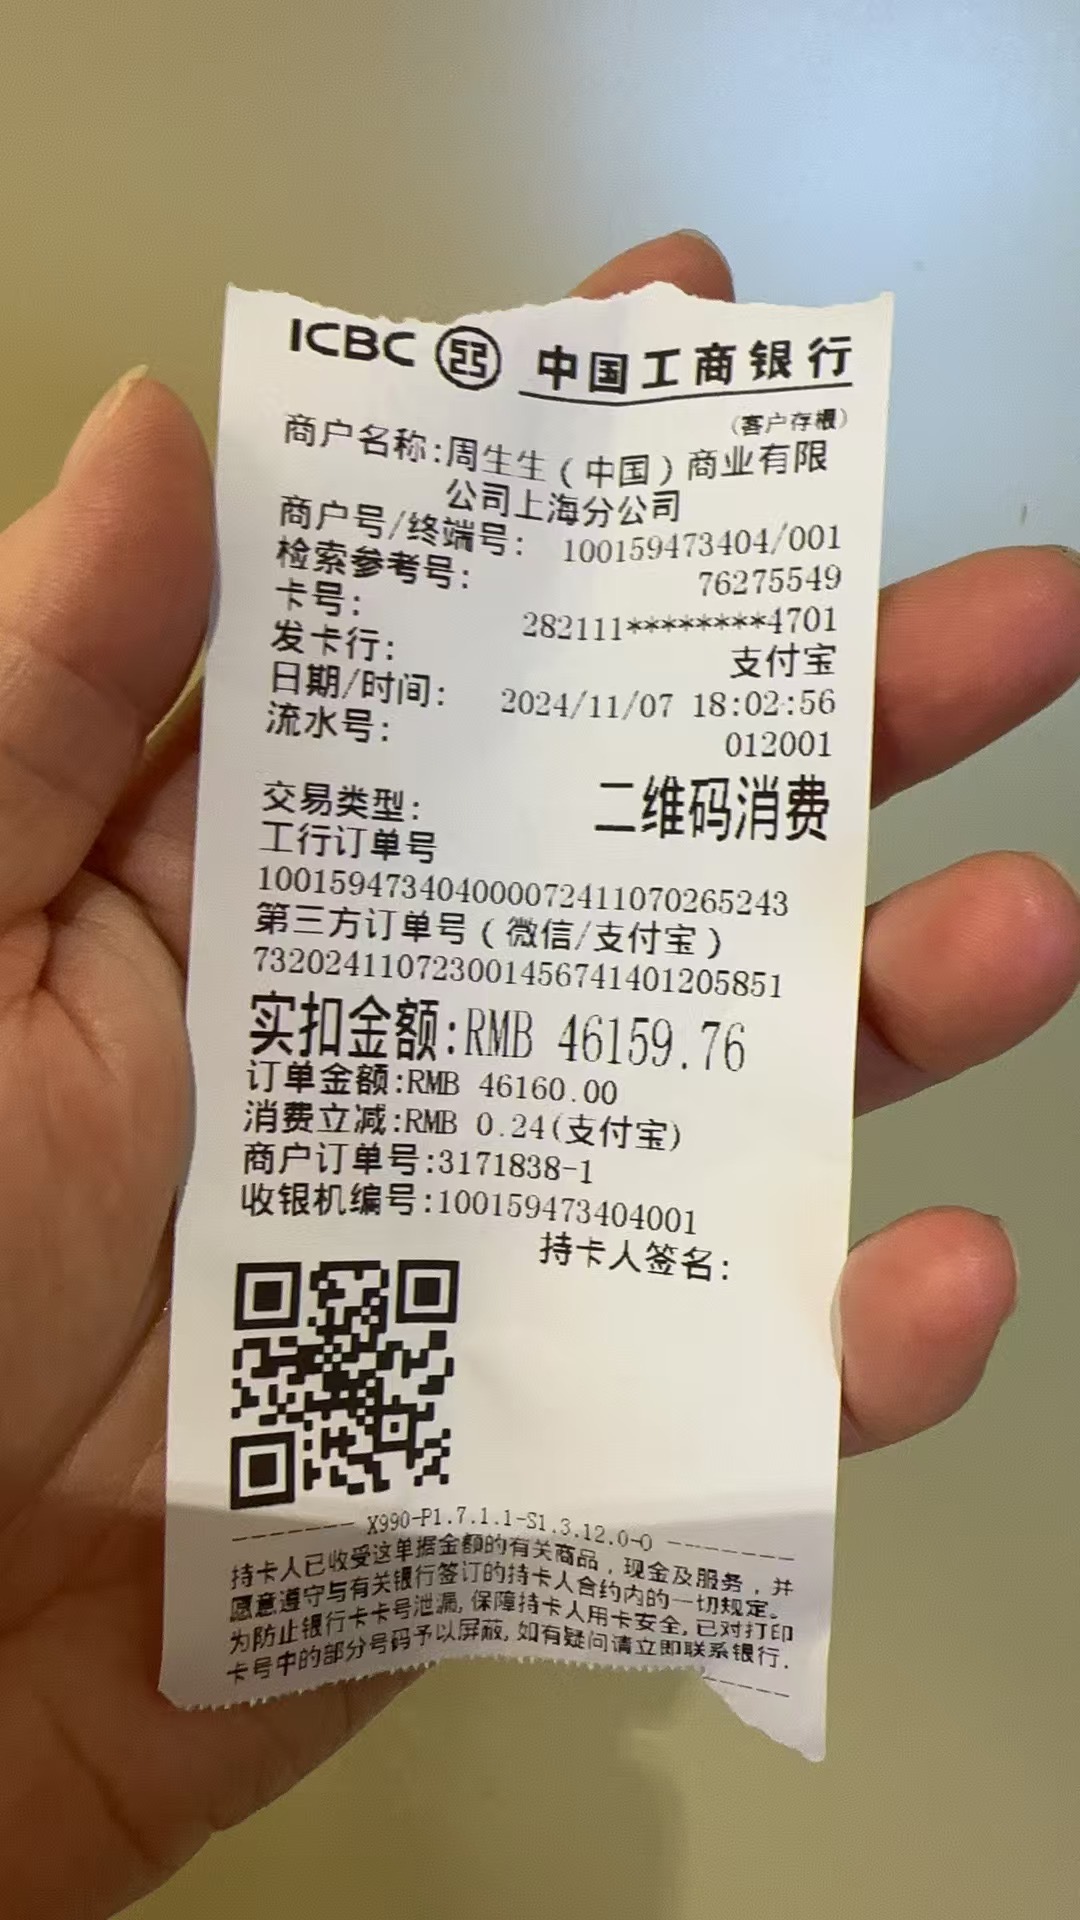 ICBC 中国工商银行
(客户存根)
商户名称:周生生(中国)商业有限
公司上海分公司
商户号/终端号: 100159473404/001
检索参考号: 76275549
卡号: 282111********4701
发卡行: 支付宝
日期/时间: 2024/11/07 18:02:56
流水号: 012001
交易类型: 二维码消费
工行订单号
100159473404000072411070265243
第三方订单号(微信/支付宝)
732024110723001456741401205851
实扣金额:RMB 46159.76
订单金额:RMB 46160.00
消费立减:RMB 0.24(支付宝)
商户订单号:3171838-1
收银机编号:100159473404001
持卡人签名:
X990-P1.7.1.1-S1.3.12.0-O
持卡人已收受这单据金额的有关商品,现金及服务,并
愿意遵守与有关银行签订的持卡人合约内的一切规定。
为防止银行卡卡号泄漏,保障持卡人用卡安全,已对打印
卡号中的部分号码予以屏蔽,如有疑问请立即联系银行.